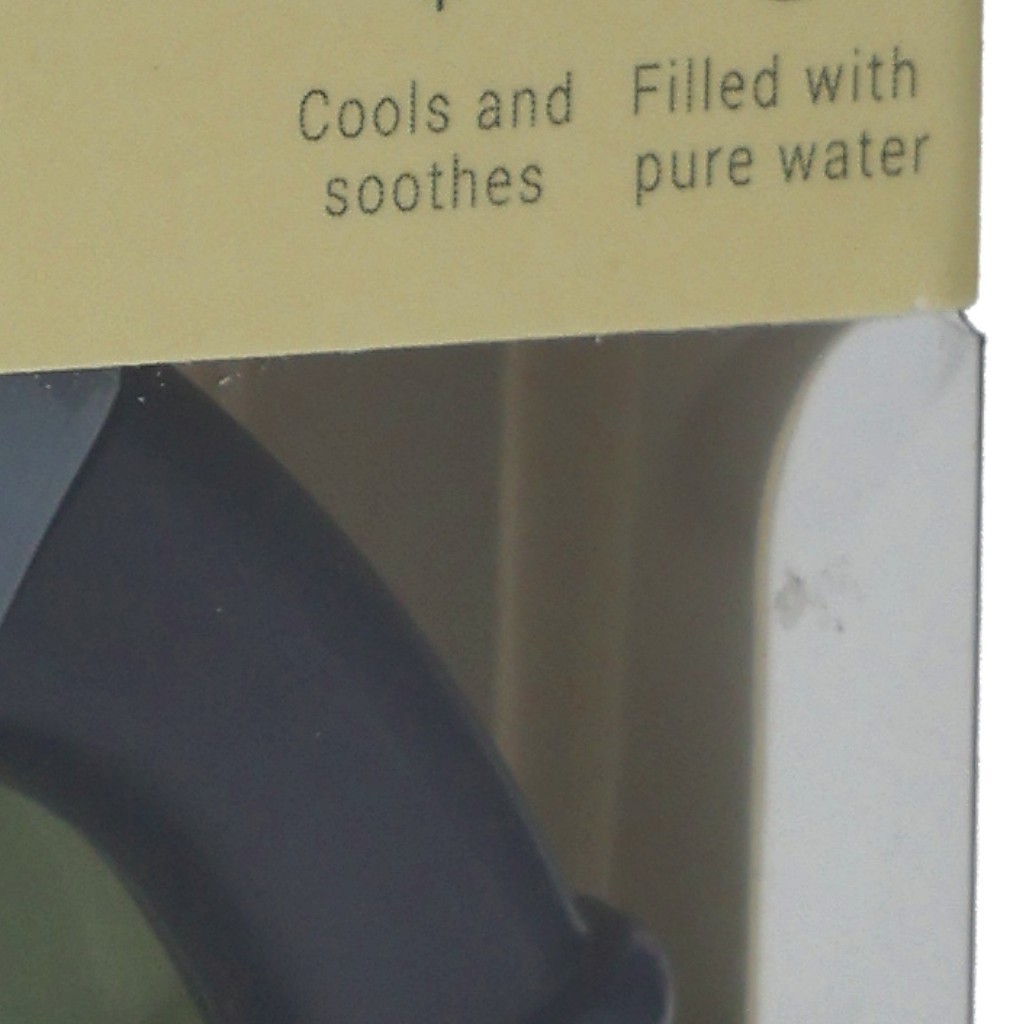 Cools and
soothes
Filled with
pure water